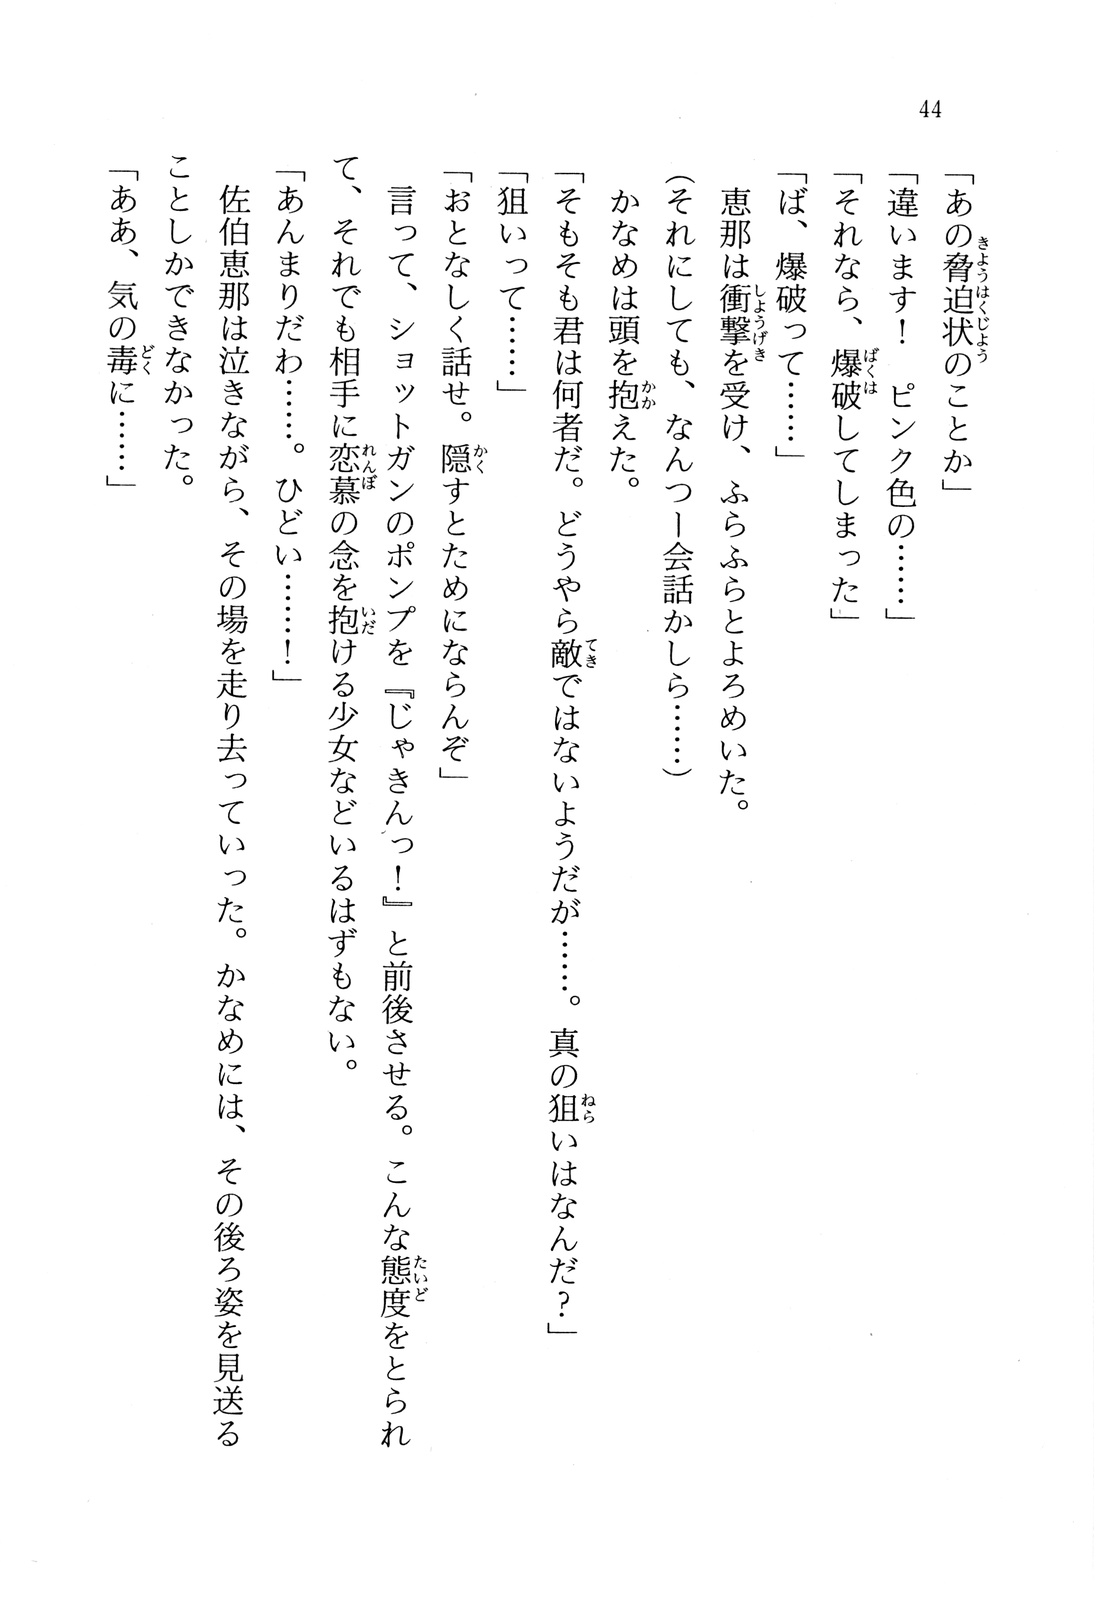 44
「あの脅迫状のことか」
「違います！　ピンク色の……」
「それなら、爆破してしまった」
「ば、爆破って……」
　恵那は衝撃を受け、ふらふらとよろめいた。
（それにしても、なんつー会話かしら……）
　かなめは頭を抱えた。
「そもそも君は何者だ。どうやら敵ではないようだが……。真の狙いはなんだ？」
「狙いって……」
「おとなしく話せ。隠すとためにならんぞ」
　言って、ショットガンのポンプを『じゃきんっ！』と前後させる。こんな態度をとられ
て、それでも相手に恋慕の念を抱ける少女などいるはずもない。
「あんまりだわ……。ひどい……！」
　佐伯恵那は泣きながら、その場を走り去っていった。かなめには、その後ろ姿を見送る
ことしかできなかった。
「ああ、気の毒に……」